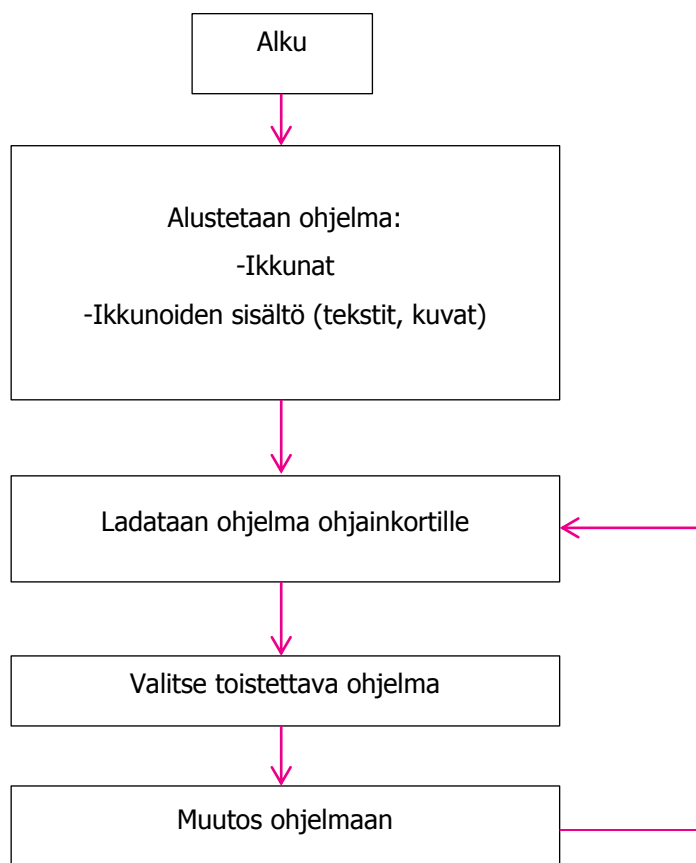 Alku
Alustetaan ohjelma:
-Ikkunat
-Ikkunoiden sisältö (tekstit, kuvat)
Ladataan ohjelma ohjainkortille
Valitse toistettava ohjelma
Muutos ohjelmaan